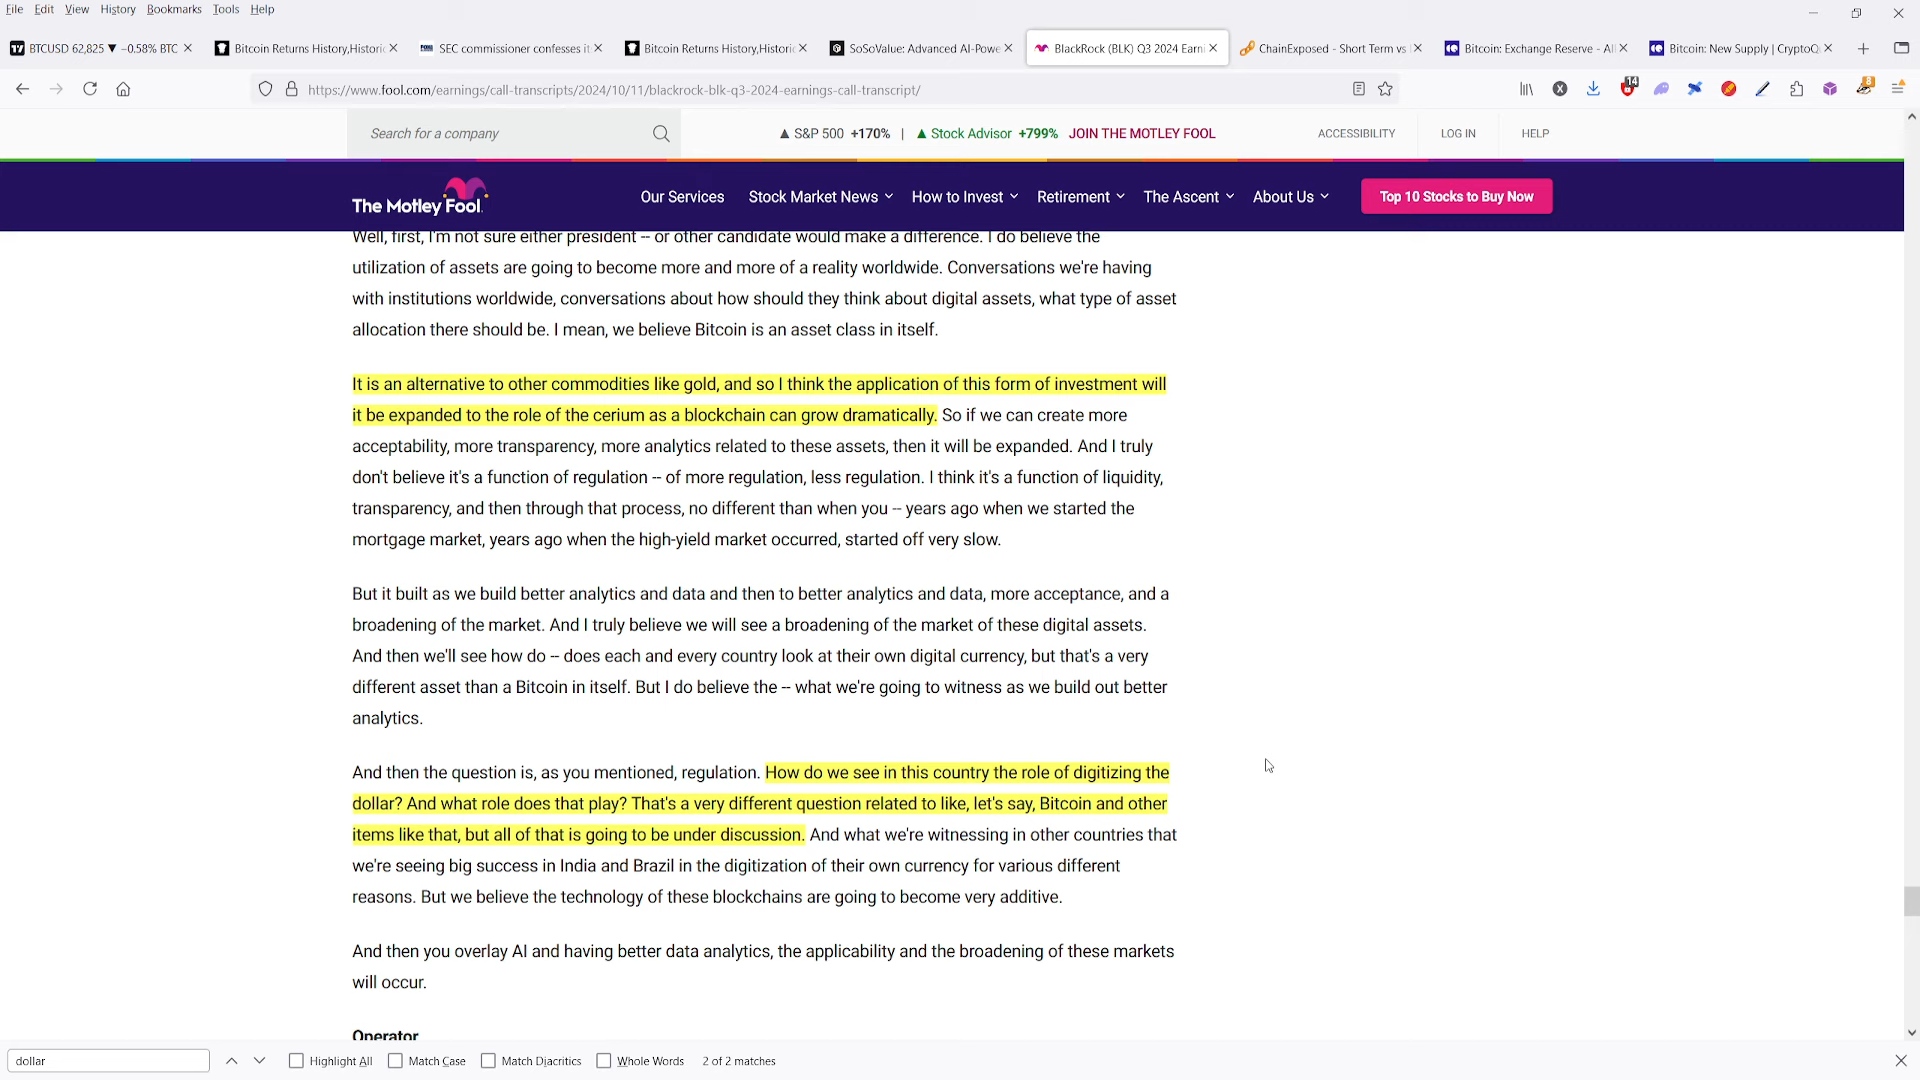 File Edit View History Bookmarks Tools Help
BTCUSD 62,825 ▼ −0.58% BTC
Bitcoin Returns History,Historic
SEC commissioner confesses it
Bitcoin Returns History,Historic
SoSoValue: Advanced AI-Powe
BlackRock (BLK) Q3 2024 Earni
ChainExposed - Short Term vs
Bitcoin: Exchange Reserve - All
Bitcoin: New Supply | CryptoQ
https://www.fool.com/earnings/call-transcripts/2024/10/11/blackrock-blk-q3-2024-earnings-call-transcript/
14
8
Search for a company
▲ S&P 500 +170% | ▲ Stock Advisor +799% JOIN THE MOTLEY FOOL
ACCESSIBILITY LOG IN HELP
The Motley Fool.
Our Services Stock Market News How to Invest Retirement The Ascent About Us Top 10 Stocks to Buy Now
Well, first, I'm not sure either president -- or other candidate would make a difference. I do believe the
utilization of assets are going to become more and more of a reality worldwide. Conversations we're having
with institutions worldwide, conversations about how should they think about digital assets, what type of asset
allocation there should be. I mean, we believe Bitcoin is an asset class in itself.
It is an alternative to other commodities like gold, and so I think the application of this form of investment will
it be expanded to the role of the cerium as a blockchain can grow dramatically. So if we can create more
acceptability, more transparency, more analytics related to these assets, then it will be expanded. And I truly
don't believe it's a function of regulation -- of more regulation, less regulation. I think it's a function of liquidity,
transparency, and then through that process, no different than when you -- years ago when we started the
mortgage market, years ago when the high-yield market occurred, started off very slow.
But it built as we build better analytics and data and then to better analytics and data, more acceptance, and a
broadening of the market. And I truly believe we will see a broadening of the market of these digital assets.
And then we'll see how do -- does each and every country look at their own digital currency, but that's a very
different asset than a Bitcoin in itself. But I do believe the -- what we're going to witness as we build out better
analytics.
And then the question is, as you mentioned, regulation. How do we see in this country the role of digitizing the
dollar? And what role does that play? That's a very different question related to like, let's say, Bitcoin and other
items like that, but all of that is going to be under discussion. And what we're witnessing in other countries that
we're seeing big success in India and Brazil in the digitization of their own currency for various different
reasons. But we believe the technology of these blockchains are going to become very additive.
And then you overlay AI and having better data analytics, the applicability and the broadening of these markets
will occur.
Operator
dollar Highlight All Match Case Match Diacritics Whole Words 2 of 2 matches